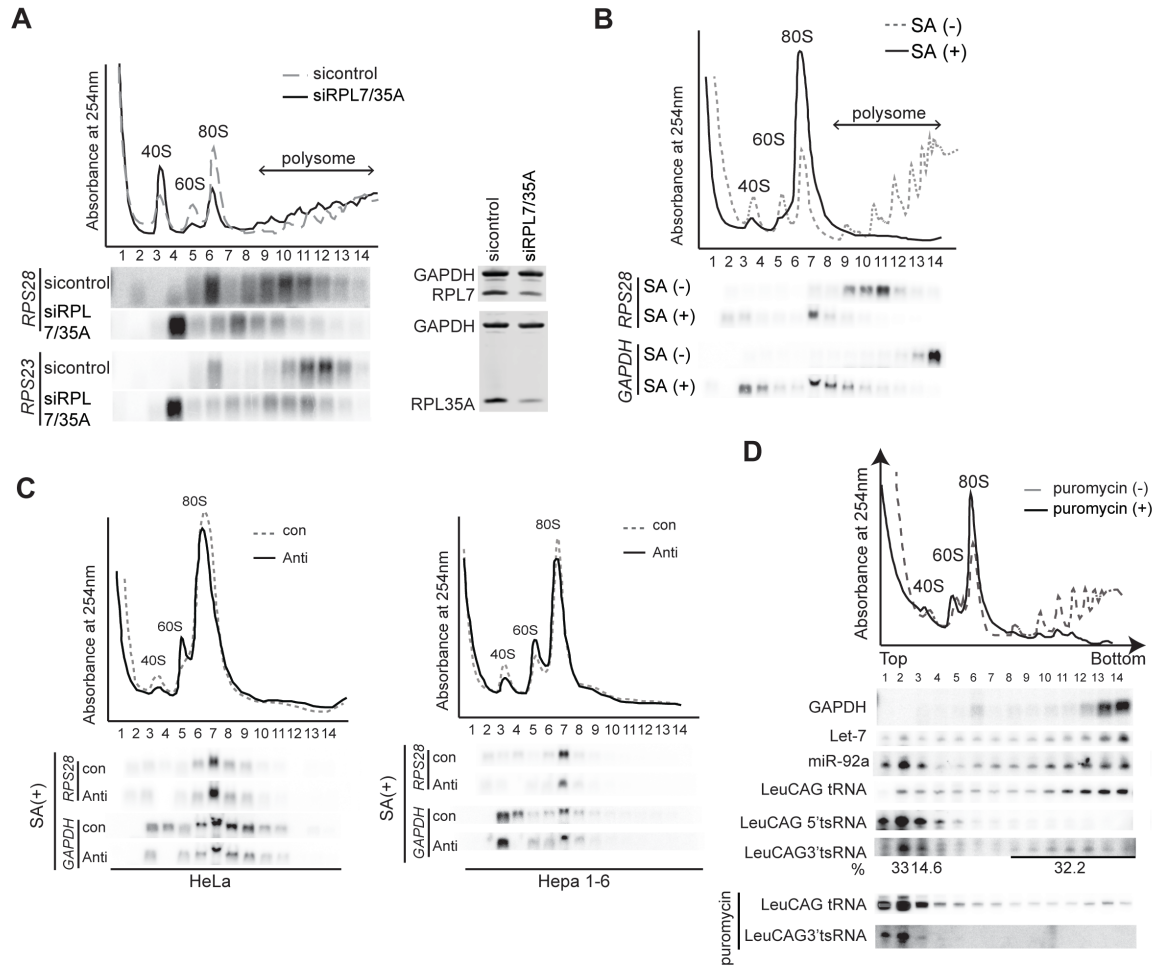 A
sicontrol
siRPL7/35A
Absorbance at 254nm
40S
60S
80S
polysome
1 2 3 4 5 6 7 8 9 10 11 12 13 14
RPS28
sicontrol
siRPL
7/35A
RPS23
sicontrol
siRPL
7/35A
sicontrol
siRPL7/35A
GAPDH
RPL7
GAPDH
RPL35A
B
SA (-)
SA (+)
Absorbance at 254nm
40S
60S
80S
polysome
1 2 3 4 5 6 7 8 9 10 11 12 13 14
RPS28
SA (-)
SA (+)
GAPDH
SA (-)
SA (+)
C
Absorbance at 254nm
40S
60S
80S
con
Anti
1 2 3 4 5 6 7 8 9 10 11 12 13 14
SA(+)
RPS28
con
Anti
GAPDH
con
Anti
HeLa
Absorbance at 254nm
40S
60S
80S
con
Anti
1 2 3 4 5 6 7 8 9 10 11 12 13 14
SA(+)
RPS28
con
Anti
GAPDH
con
Anti
Hepa 1-6
D
Absorbance at 254nm
40S
60S
80S
puromycin (-)
puromycin (+)
Top
Bottom
1 2 3 4 5 6 7 8 9 10 11 12 13 14
GAPDH
Let-7
miR-92a
LeuCAG tRNA
LeuCAG 5'tsRNA
LeuCAG3'tsRNA
% 33 14.6 32.2
puromycin
LeuCAG tRNA
LeuCAG3'tsRNA